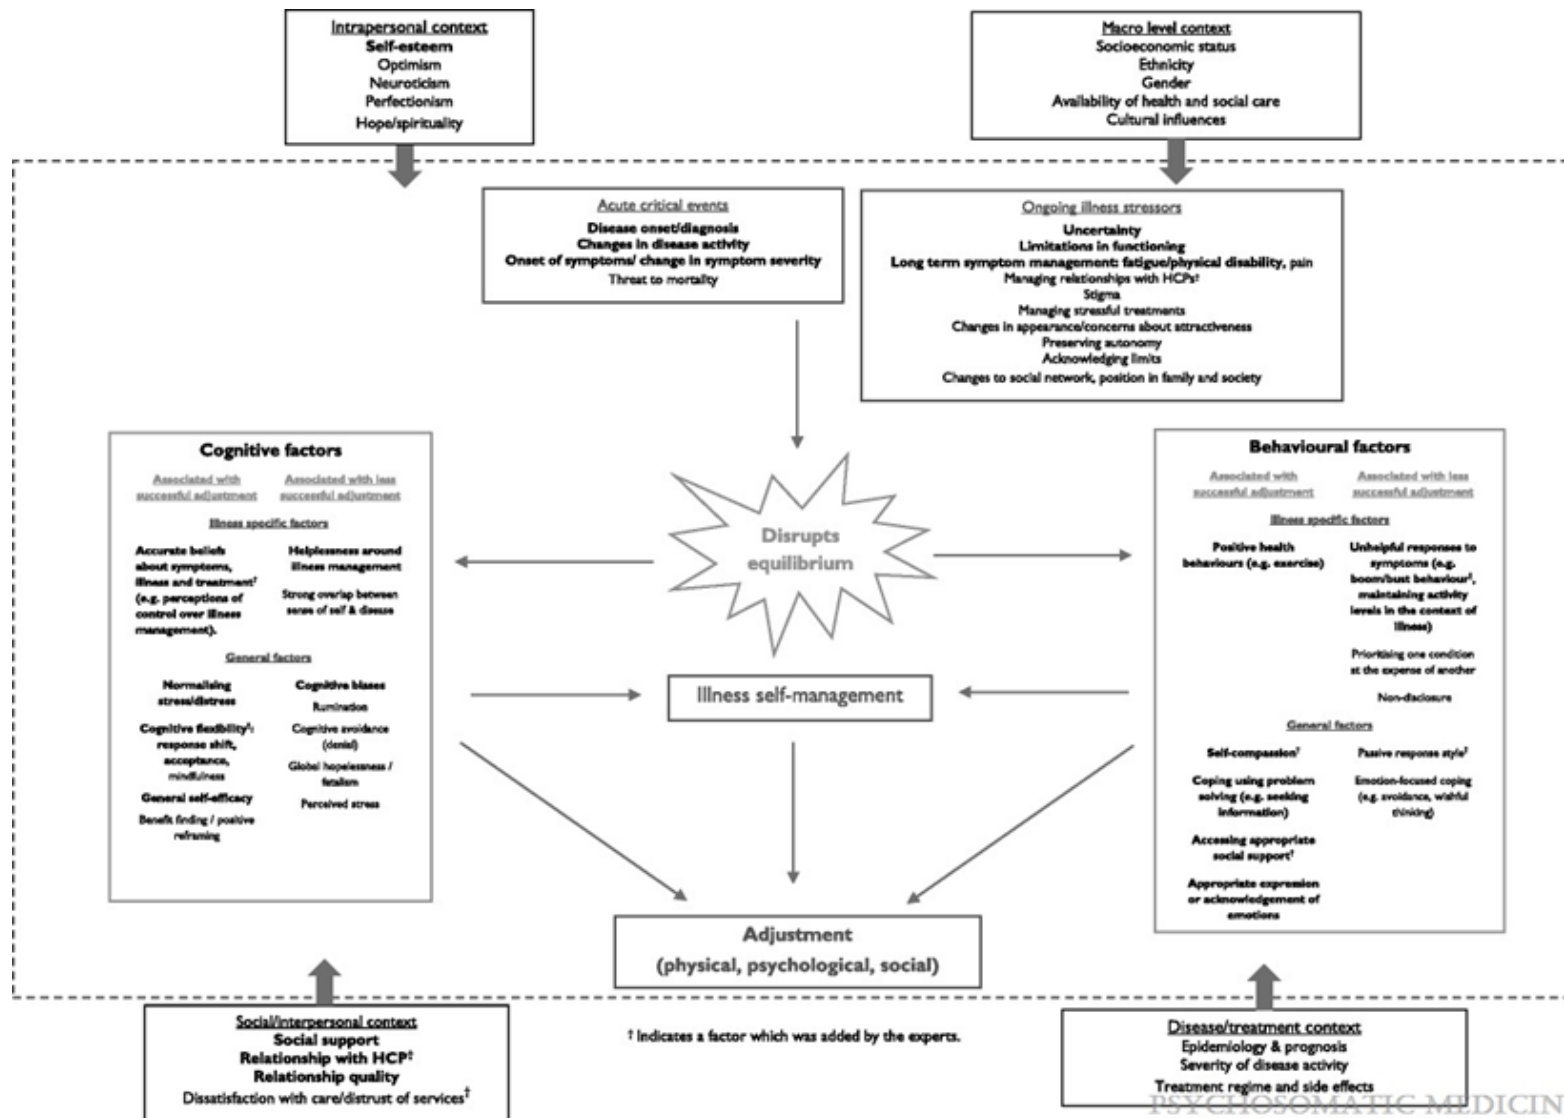 Intrapersonal context
Self-esteem
Optimism
Neuroticism
Perfectionism
Hope/spirituality
Macro level context
Socioeconomic status
Ethnicity
Gender
Availability of health and social care
Cultural influences
Acute critical events
Disease onset/diagnosis
Changes in disease activity
Onset of symptoms/ change in symptom severity
Threat to mortality
Ongoing illness stressors
Uncertainty
Limitations in functioning
Long term symptom management: fatigue/physical disability, pain
Managing relationships with HCPs‡
Stigma
Managing stressful treatments
Changes in appearance/concerns about attractiveness
Preserving autonomy
Acknowledging limits
Changes to social network, position in family and society
Cognitive factors
Associated with
successful adjustment
Associated with less
successful adjustment
Illness specific factors
Accurate beliefs
about symptoms,
illness and treatment†
(e.g. perceptions of
control over illness
management).
Helplessness around
illness management
Strong overlap between
sense of self & disease
General factors
Normalising
stress/distress
Cognitive flexibility‡:
response shift,
acceptance,
mindfulness
General self-efficacy
Benefit finding / positive
reframing
Cognitive biases
Rumination
Cognitive avoidance
(denial)
Global hopelessness /
fatalism
Perceived stress
Disrupts
equilibrium
Illness self-management
Behavioural factors
Associated with
successful adjustment
Associated with less
successful adjustment
Illness specific factors
Positive health
behaviours (e.g. exercise)
Unhelpful responses to
symptoms (e.g.
boom/bust behaviour‡,
maintaining activity
levels in the context of
illness)
Prioritising one condition
at the expense of another
Non-disclosure
General factors
Self-compassion†
Coping using problem
solving (e.g. seeking
information)
Accessing appropriate
social support†
Appropriate expression
or acknowledgement of
emotions
Passive response style‡
Emotion-focused coping
(e.g. avoidance, wishful
thinking)
Adjustment
(physical, psychological, social)
Social/interpersonal context
Social support
Relationship with HCP‡
Relationship quality
Dissatisfaction with care/distrust of services†
† Indicates a factor which was added by the experts.
Disease/treatment context
Epidemiology & prognosis
Severity of disease activity
Treatment regime and side effects
PSYCHOSOMATIC MEDICIN